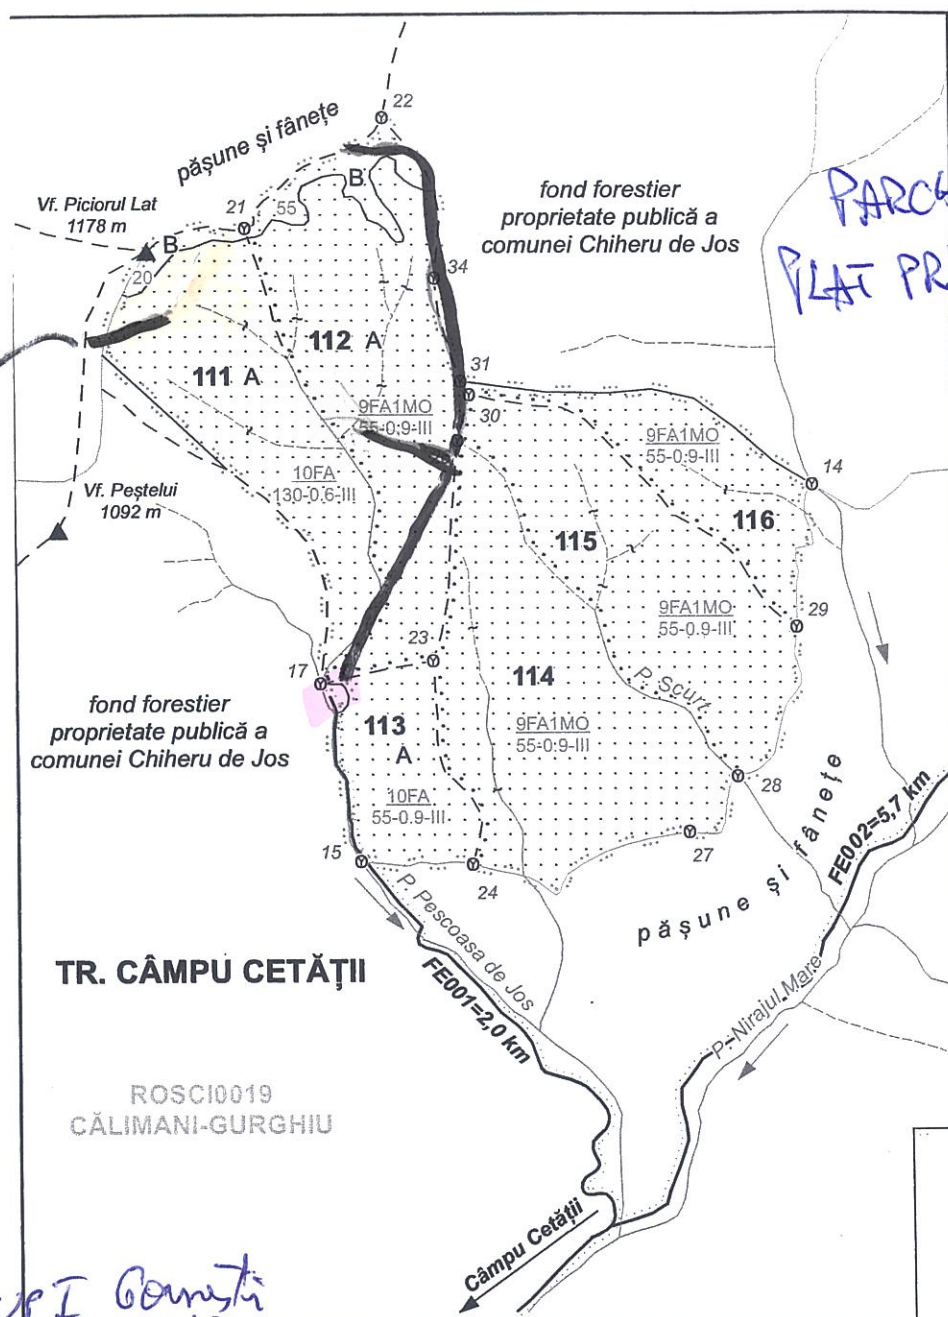 22
pășune și fânețe
B
Vf. Piciorul Lat
1178 m
21
55
B
20
fond forestier
proprietate publică a
comunei Chiheru de Jos
34
112 A
111 A
31
30
9FA1MO
55-0.9-III
9FA1MO
55-0.9-III
14
10FA
130-0.6-III
Vf. Peștelui
1092 m
116
115
29
9FA1MO
55-0.9-III
23
17
114
P. Scurt
fond forestier
proprietate publică a
comunei Chiheru de Jos
113
A
9FA1MO
55-0.9-III
28
10FA
55-0.9-III
27
15
24
pășune și fânețe
FE002=5,7 km
P. Pescoasa de Jos
FE001=2,0 km
TR. CÂMPU CETĂȚII
P. Nirajul Mare
ROSCI0019
CĂLIMANI-GURGHIU
Câmpu Cetății
PLAT PR
I